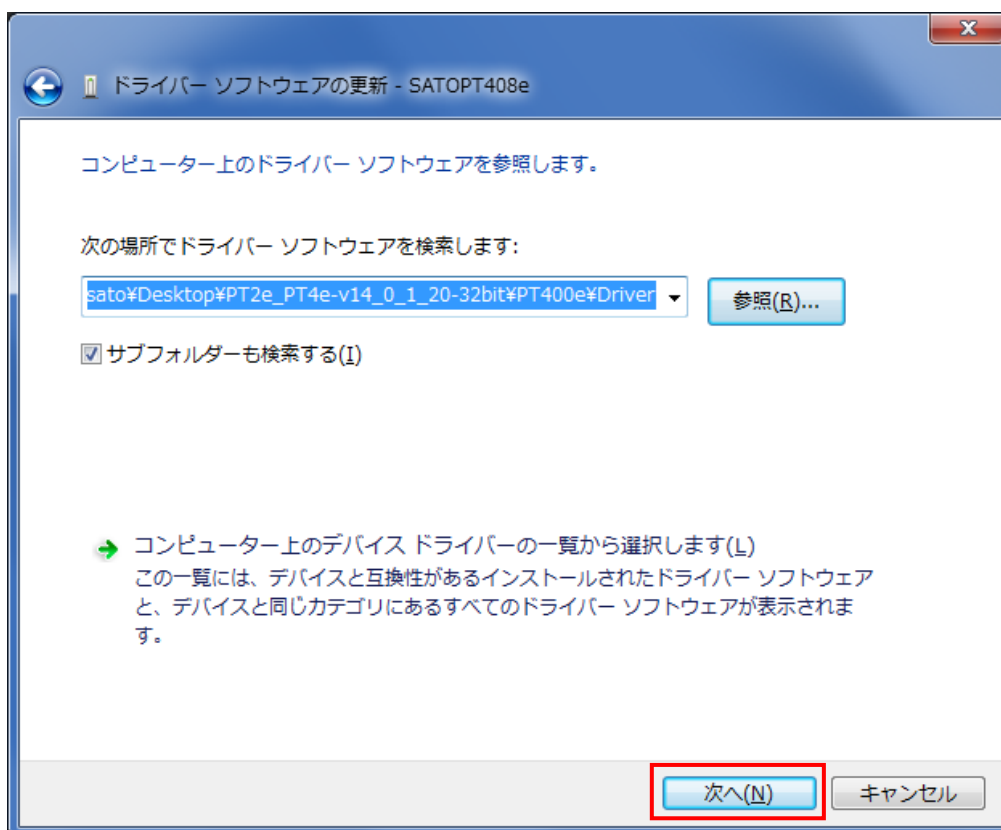 ドライバー ソフトウェアの更新 - SATOPT408e
コンピューター上のドライバー ソフトウェアを参照します。
次の場所でドライバー ソフトウェアを検索します:
sato¥Desktop¥PT2e_PT4e-v14_0_1_20-32bit¥PT400e¥Driver
参照(R)...
サブフォルダーも検索する(I)
コンピューター上のデバイス ドライバーの一覧から選択します(L)
この一覧には、デバイスと互換性があるインストールされたドライバー ソフトウェア
と、デバイスと同じカテゴリにあるすべてのドライバー ソフトウェアが表示されま
す。
次へ(N)
キャンセル